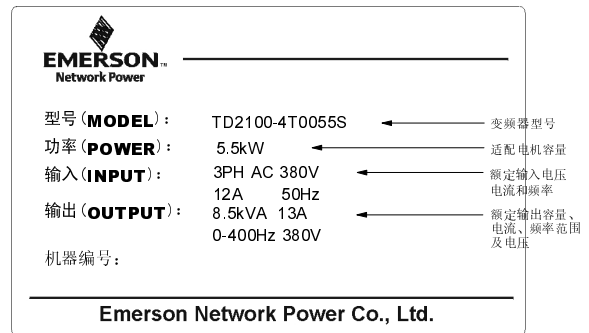 EMERSON™
Network Power
型号(MODEL): TD2100-4T0055S 变频器型号
功率(POWER): 5.5kW 适配电机容量
输入(INPUT): 3PH AC 380V 额定输入电压
12A 50Hz 电流和频率
输出(OUTPUT): 8.5kVA 13A 额定输出容量、
0-400Hz 380V 电流、频率范围
及电压
机器编号:
Emerson Network Power Co., Ltd.